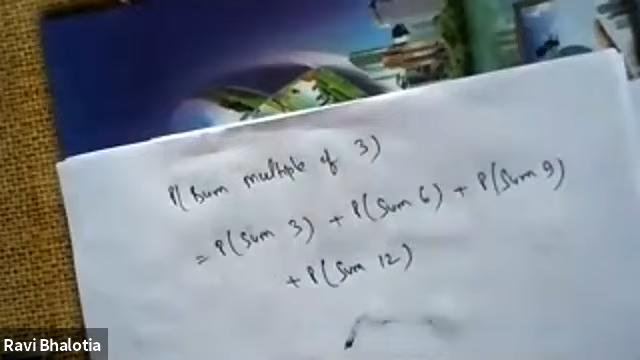 P(Sum multiple of 3)
= P(Sum 3) + P(Sum 6) + P(Sum 9)
+ P(Sum 12)
Ravi Bhalotia